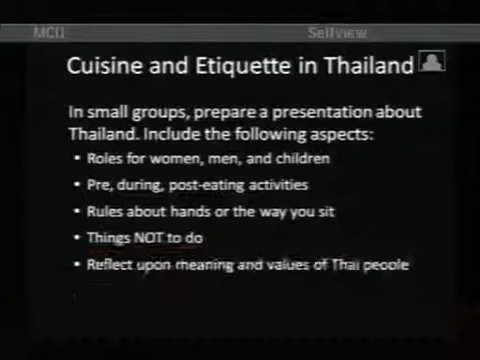 MCU Selfview
Cuisine and Etiquette in Thailand
In small groups, prepare a presentation about
Thailand. Include the following aspects:
• Roles for women, men, and children
• Pre, during, post-eating activities
• Rules about hands or the way you sit
• Things NOT to do
• Reflect upon meaning and values of Thai people